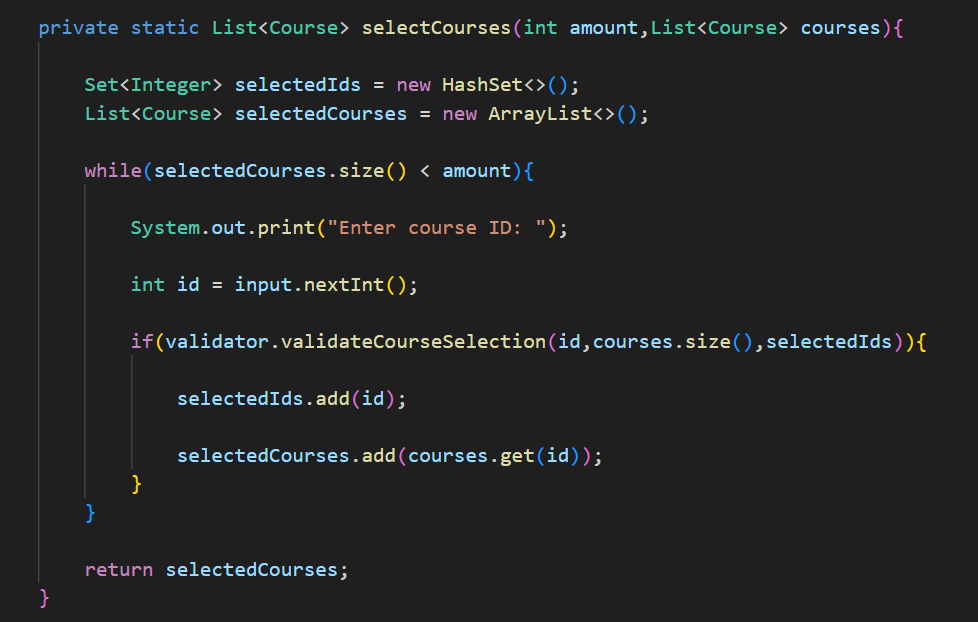 private static List<Course> selectCourses(int amount,List<Course> courses){
Set<Integer> selectedIds = new HashSet<>();
List<Course> selectedCourses = new ArrayList<>();
while(selectedCourses.size() < amount){
System.out.print("Enter course ID: ");
int id = input.nextInt();
if(validator.validateCourseSelection(id,courses.size(),selectedIds)){
selectedIds.add(id);
selectedCourses.add(courses.get(id));
}
}
return selectedCourses;
}